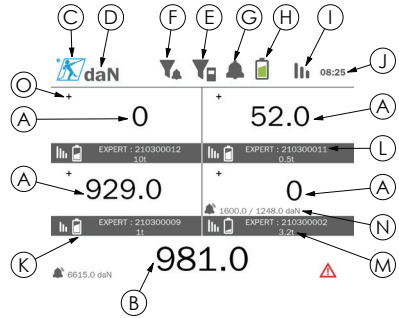 C D F E G H I J
daN 08:25
O + +
A 0 52.0 A
EXPERT : 210300012 EXPERT : 210300011 L
10t 0.5t
A + 929.0 + 0 A
1600.0 / 1248.0 daN N
EXPERT : 210300009 EXPERT : 210300002
1t 3.2t
K 981.0 M
6615.0 daN
B